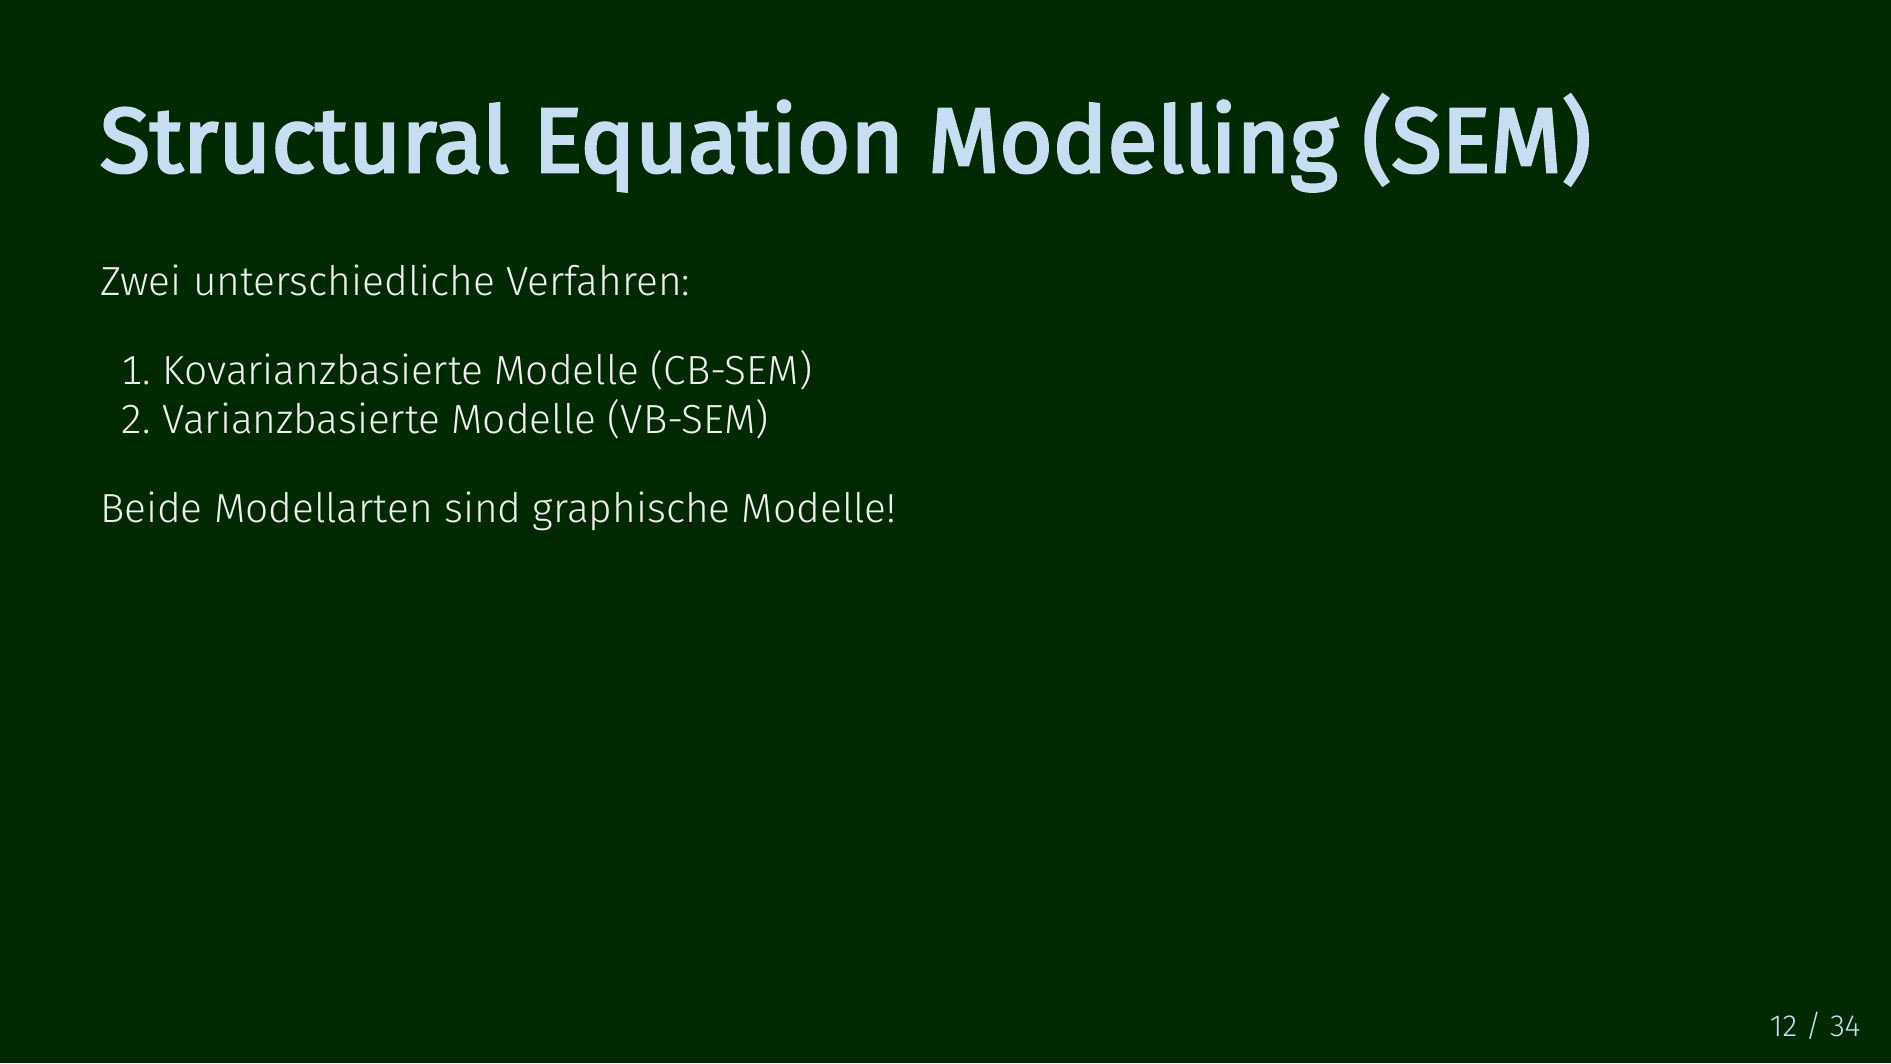 Structural Equation Modelling (SEM)
Zwei unterschiedliche Verfahren:
1. Kovarianzbasierte Modelle (CB-SEM)
2. Varianzbasierte Modelle (VB-SEM)
Beide Modellarten sind graphische Modelle!
12 / 34